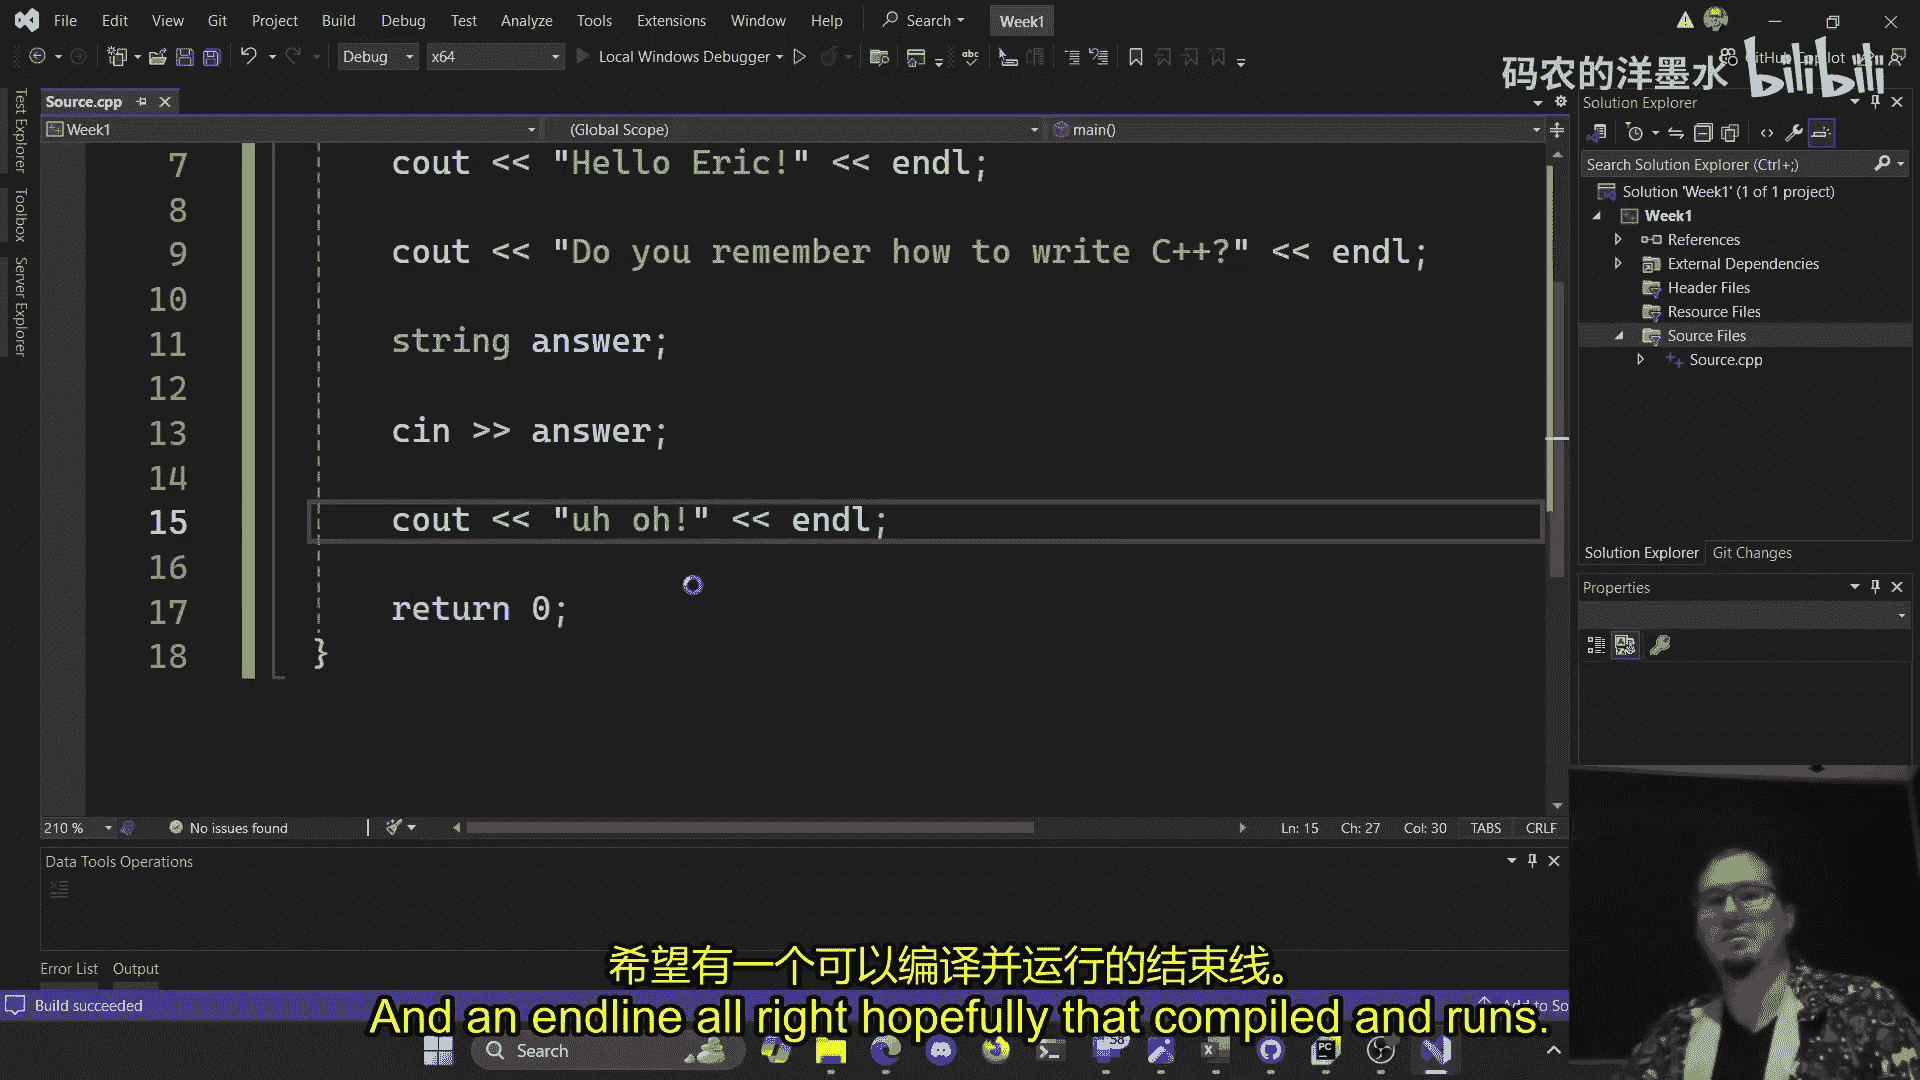 File Edit View Git Project Build Debug Test Analyze Tools Extensions Window Help Search Week1
Debug x64 Local Windows Debugger
码农的洋墨水 bilibili
Test Explorer
Toolbox
Server Explorer
Source.cpp
Week1 (Global Scope) main()
7 cout << "Hello Eric!" << endl;
8
9 cout << "Do you remember how to write C++?" << endl;
10
11 string answer;
12
13 cin >> answer;
14
15 cout << "uh oh!" << endl;
16
17 return 0;
18 }
210 % No issues found Ln: 15 Ch: 27 Col: 30 TABS CRLF
Solution Explorer
Search Solution Explorer (Ctrl+;)
Solution 'Week1' (1 of 1 project)
Week1
References
External Dependencies
Header Files
Resource Files
Source Files
Source.cpp
Solution Explorer Git Changes
Properties
Data Tools Operations
Error List Output
希望有一个可以编译并运行的结束线。
Build succeeded
And an endline all right hopefully that compiled and runs.
Search